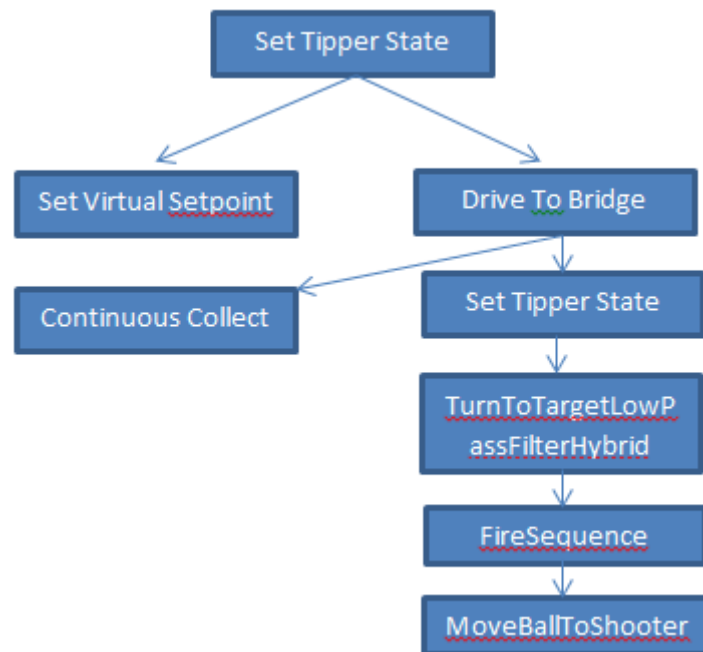 Set Tipper State
Set Virtual Setpoint
Drive To Bridge
Continuous Collect
Set Tipper State
TurnToTargetLowP
assFilterHybrid
FireSequence
MoveBallToShooter